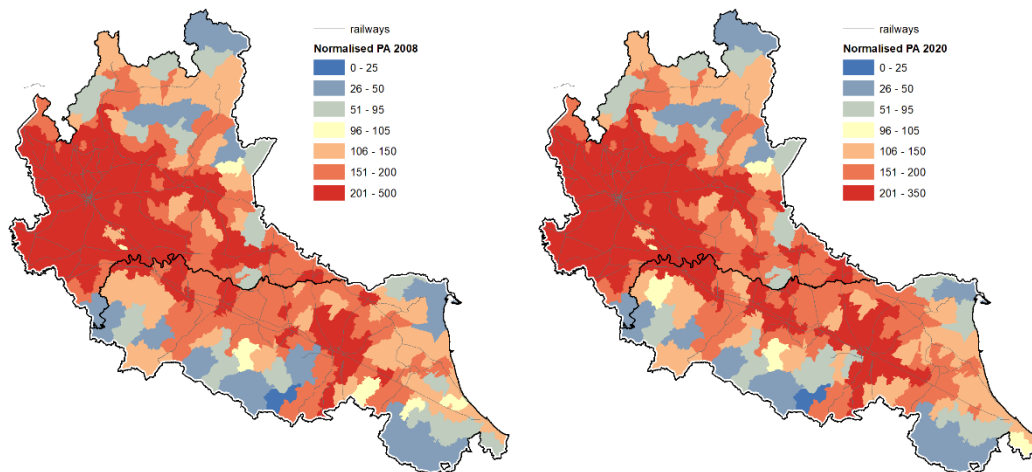 railways
Normalised PA 2008
0 - 25
26 - 50
51 - 95
96 - 105
106 - 150
151 - 200
201 - 500
railways
Normalised PA 2020
0 - 25
26 - 50
51 - 95
96 - 105
106 - 150
151 - 200
201 - 350